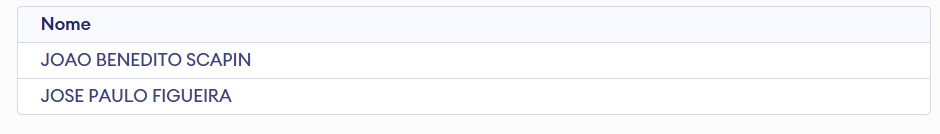 Nome
JOAO BENEDITO SCAPIN
JOSE PAULO FIGUEIRA